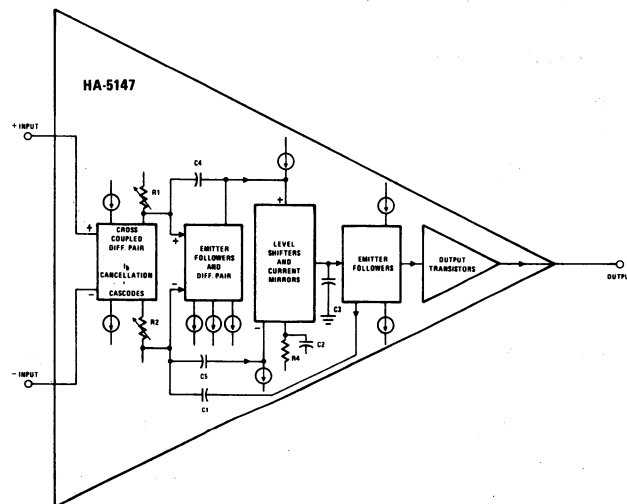 HA-5147
+ INPUT
C4
R1
+
CROSS
COUPLED
DIFF. PAIR
Ib
CANCELLATION
CASCODES
−
+
EMITTER
FOLLOWERS
AND
DIFF. PAIR
−
+
LEVEL
SHIFTERS
AND
CURRENT
MIRRORS
−
EMITTER
FOLLOWERS
OUTPUT
TRANSISTORS
OUTPU
C3
R2
C2
R4
C5
C1
− INPUT